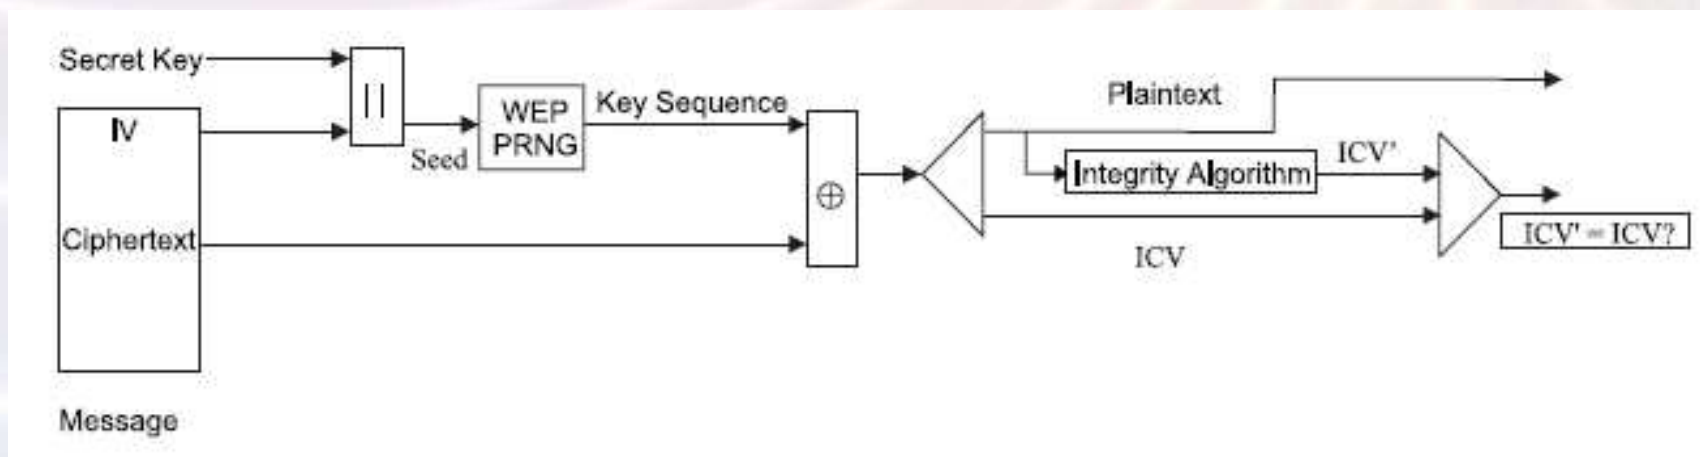 Secret Key
IV
Ciphertext
Message
||
Seed
WEP
PRNG
Key Sequence
⊕
Plaintext
Integrity Algorithm
ICV'
ICV
ICV' = ICV?